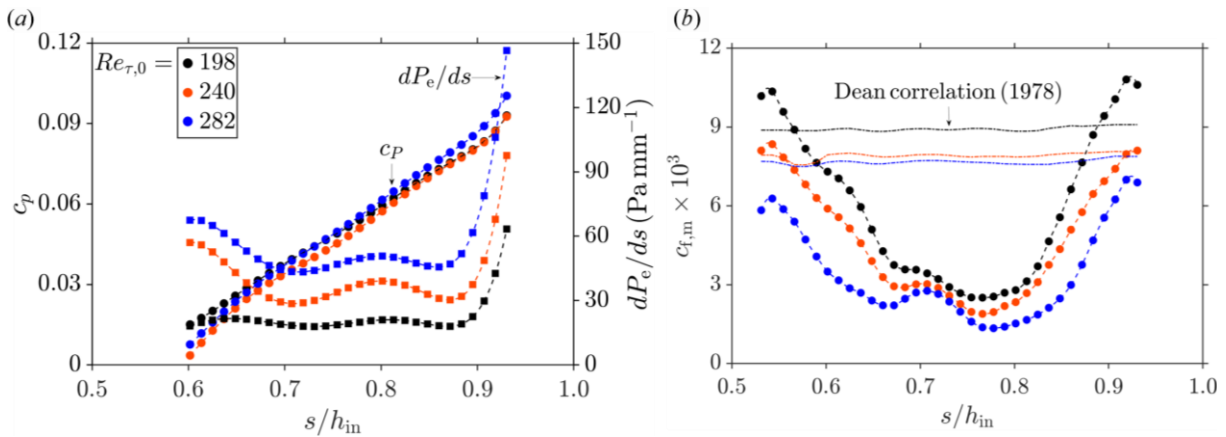 (a)
Re_τ,0 =
198
240
282
dP_e/ds
c_P
0.12
0.09
0.06
0.03
0
150
120
90
60
30
0
0.5 0.6 0.7 0.8 0.9 1.0
c_p
dP_e/ds (Pa mm⁻¹)
s/h_in
(b)
Dean correlation (1978)
12
9
6
3
0
0.5 0.6 0.7 0.8 0.9 1.0
c_f,m × 10³
s/h_in